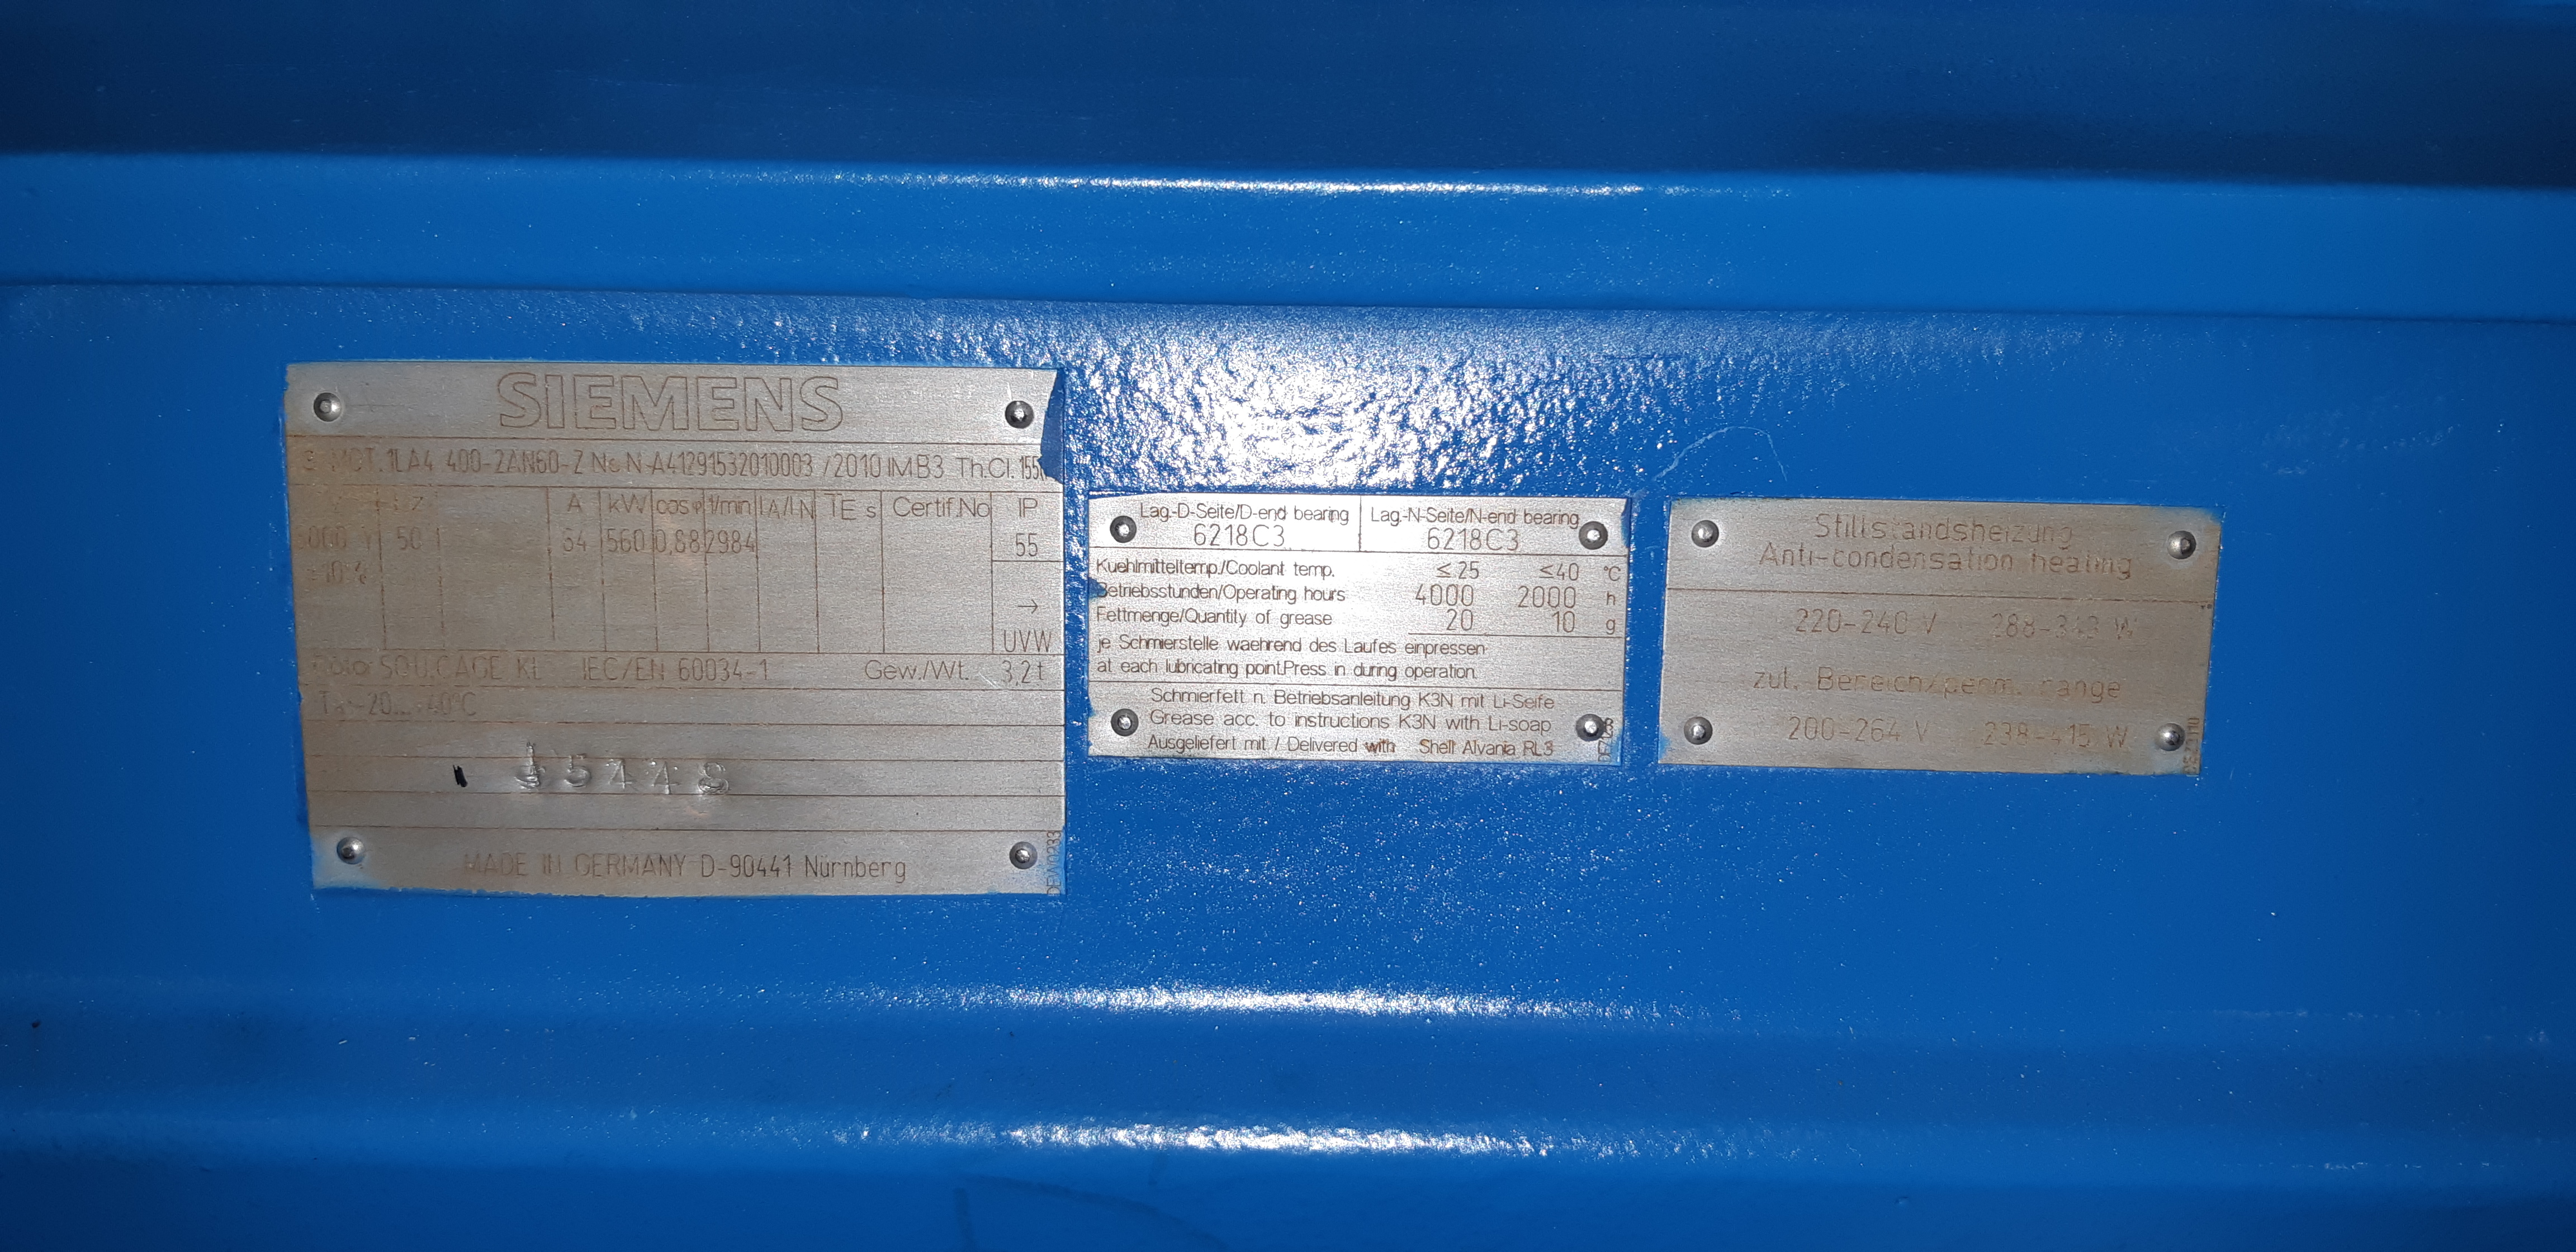 SIEMENS
3 MOT. 1LA4 400-2AN60-Z No N-A41291532010003 /2010 IMB3 Th.Cl. 155
V Hz A kW cosφ 1/min IA/IN TE s Certif.No IP
6000 Y 50 64 560 0,88 2984 55
±10%
→
UVW
SQU.CAGE KL IEC/EN 60034-1 Gew./Wt. 3,2 t
15448
MADE IN GERMANY D-90441 Nürnberg
Lag.-D-Seite/D-end bearing
6218C3
Lag.-N-Seite/N-end bearing
6218C3
Kuehlmitteltemp./Coolant temp. ≤25 ≤40 °C
Betriebsstunden/Operating hours 4000 2000 h
Fettmenge/Quantity of grease 20 10 g
je Schmierstelle waehrend des Laufes einpressen
at each lubricating point.Press in during operation.
Schmierfett n. Betriebsanleitung K3N mit Li-Seife
Grease acc. to instructions K3N with Li-soap
Ausgeliefert mit / Delivered with Shell Alvania RL3
Stillstandsheizung
Anti-condensation heating
220-240 V 288-343 W
zul. Bereich/perm. range
200-264 V 238-415 W